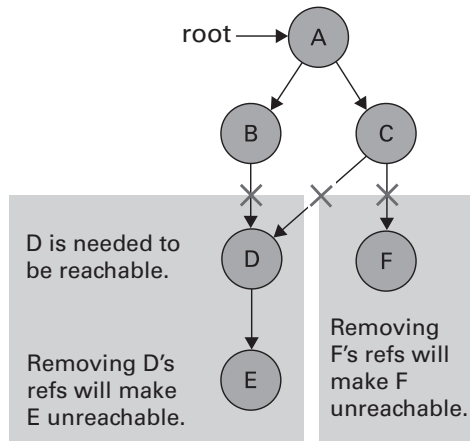 root
A
B
C
D is needed to
be reachable.
D
F
Removing D's
refs will make
E unreachable.
E
Removing
F's refs will
make F
unreachable.